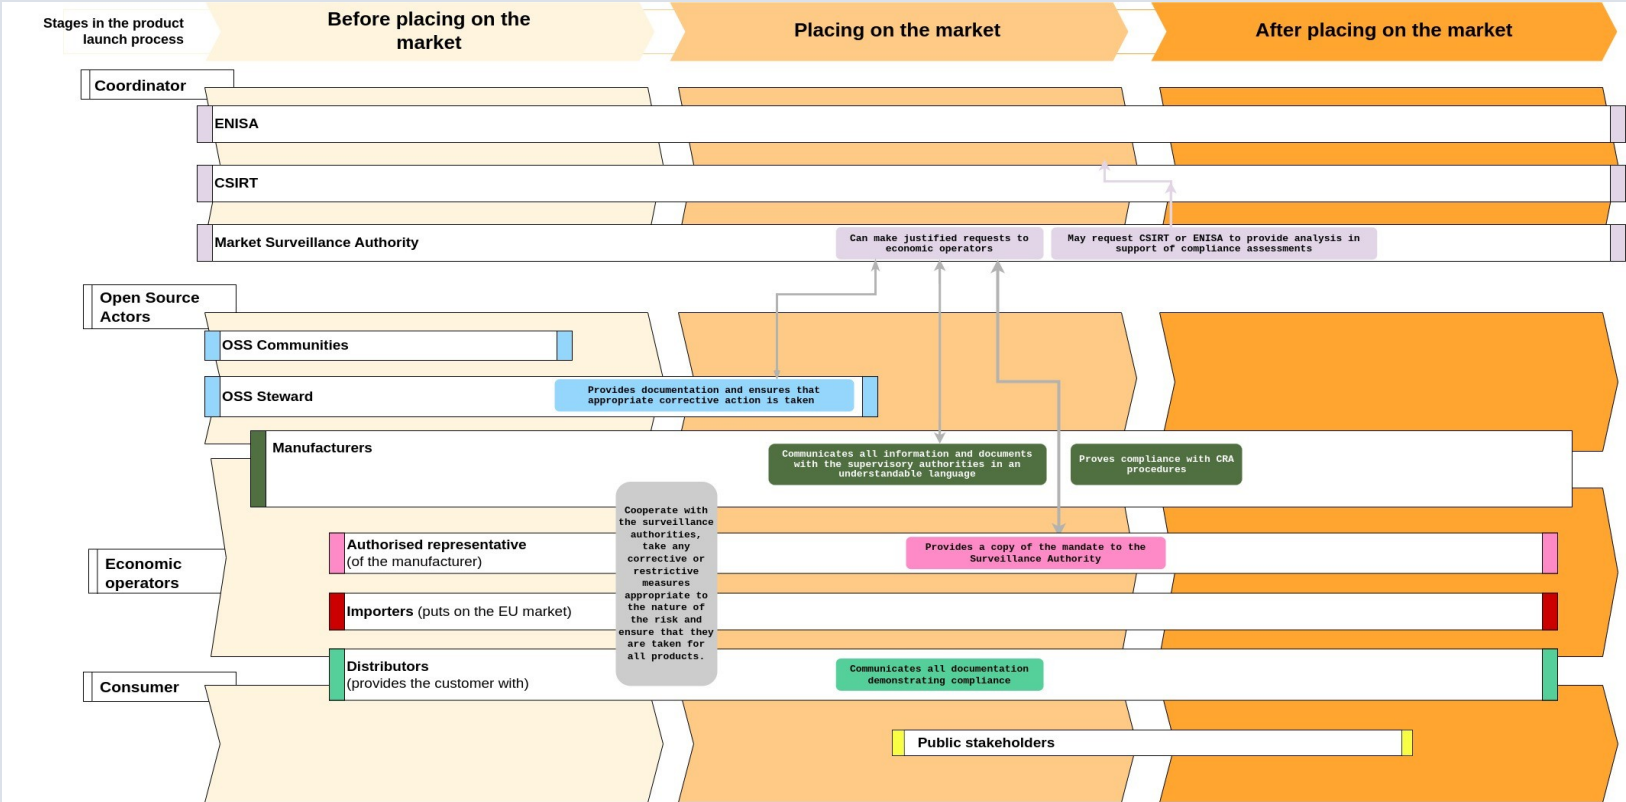 Stages in the product
launch process
Before placing on the
market
Placing on the market
After placing on the market
Coordinator
ENISA
CSIRT
Market Surveillance Authority
Can make justified requests to
economic operators
May request CSIRT or ENISA to provide analysis in
support of compliance assessments
Open Source
Actors
OSS Communities
OSS Steward
Provides documentation and ensures that
appropriate corrective action is taken
Manufacturers
Communicates all information and documents
with the supervisory authorities in an
understandable language
Proves compliance with CRA
procedures
Cooperate with
the surveillance
authorities,
take any
corrective or
restrictive
measures
appropriate to
the nature of
the risk and
ensure that they
are taken for
all products.
Economic
operators
Authorised representative
(of the manufacturer)
Provides a copy of the mandate to the
Surveillance Authority
Importers (puts on the EU market)
Distributors
(provides the customer with)
Communicates all documentation
demonstrating compliance
Consumer
Public stakeholders